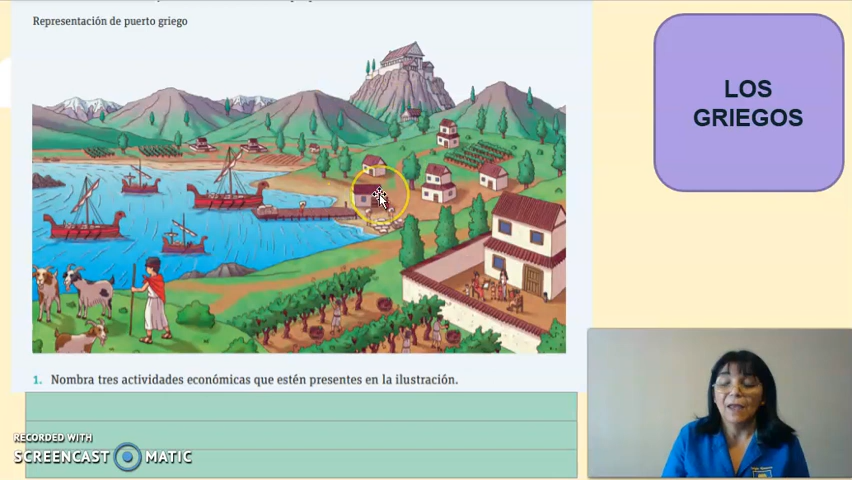 Representación de puerto griego
LOS
GRIEGOS
1. Nombra tres actividades económicas que estén presentes en la ilustración.
RECORDED WITH
SCREENCAST MATIC